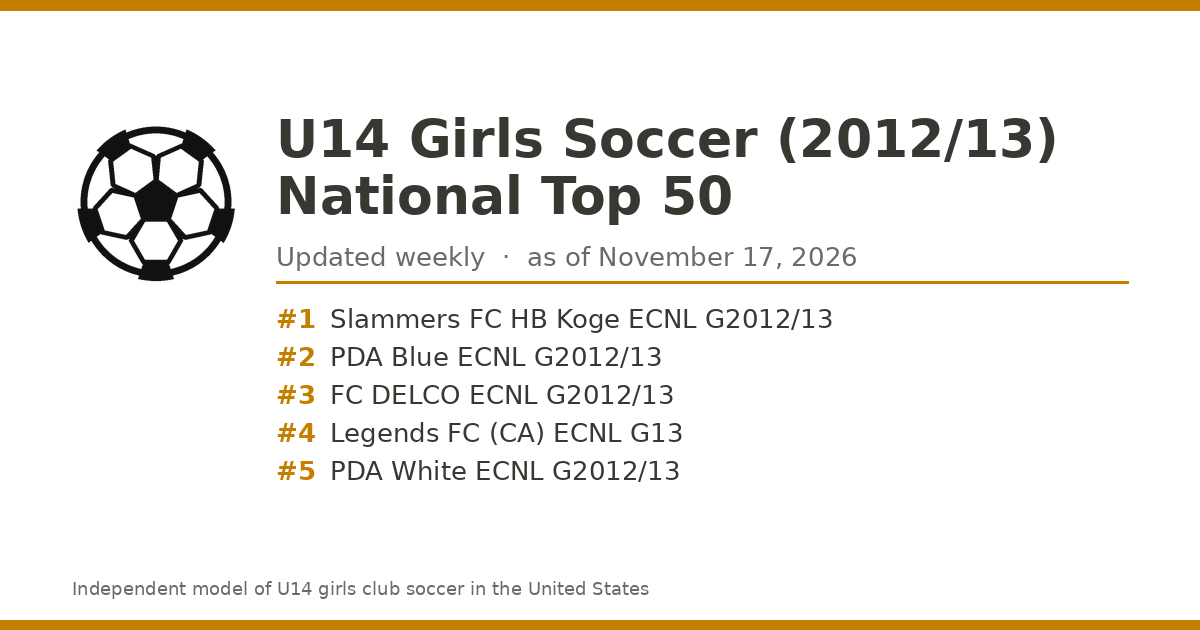 U14 Girls Soccer (2012/13)
National Top 50
Updated weekly · as of November 17, 2026
#1 Slammers FC HB Koge ECNL G2012/13
#2 PDA Blue ECNL G2012/13
#3 FC DELCO ECNL G2012/13
#4 Legends FC (CA) ECNL G13
#5 PDA White ECNL G2012/13
Independent model of U14 girls club soccer in the United States